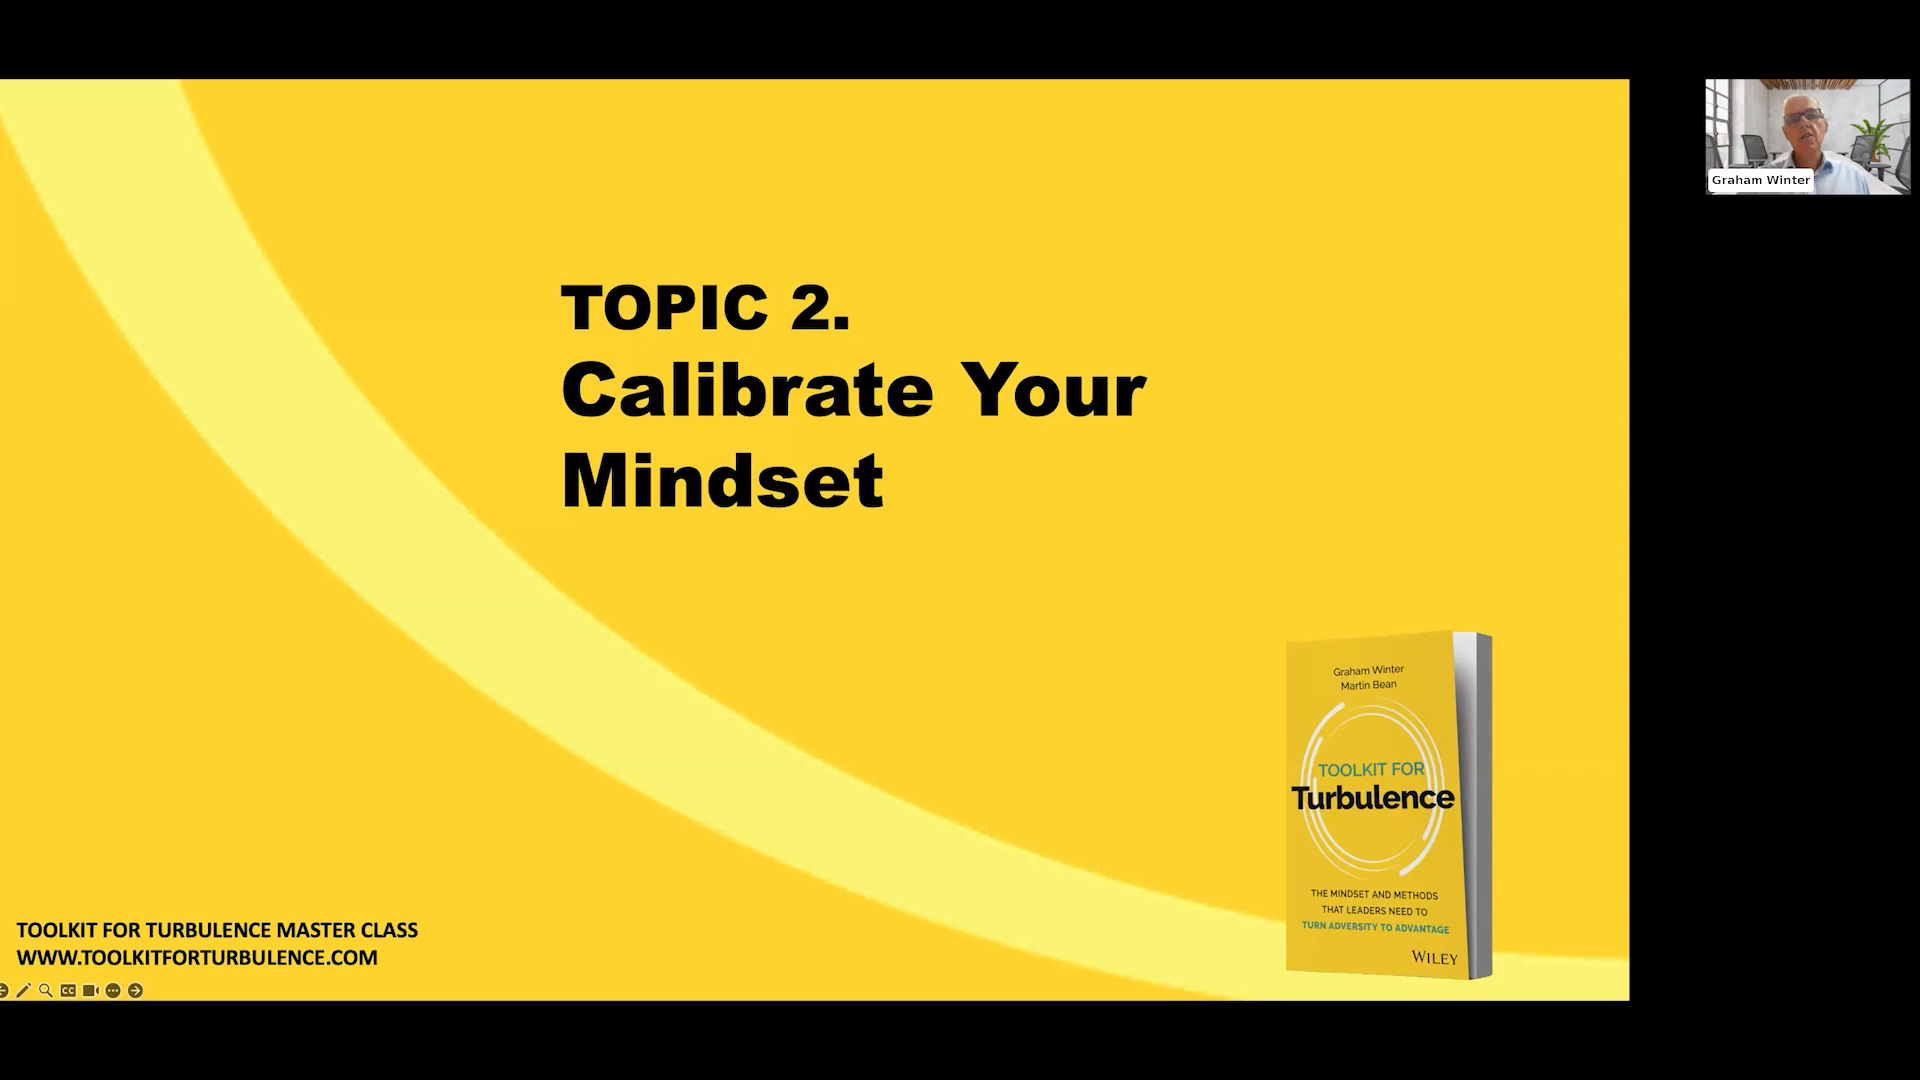 TOPIC 2.
Calibrate Your
Mindset
Graham Winter
Graham Winter
Martin Bean
TOOLKIT FOR
Turbulence
THE MINDSET AND METHODS
THAT LEADERS NEED TO
TURN ADVERSITY TO ADVANTAGE
WILEY
TOOLKIT FOR TURBULENCE MASTER CLASS
WWW.TOOLKITFORTURBULENCE.COM
CC